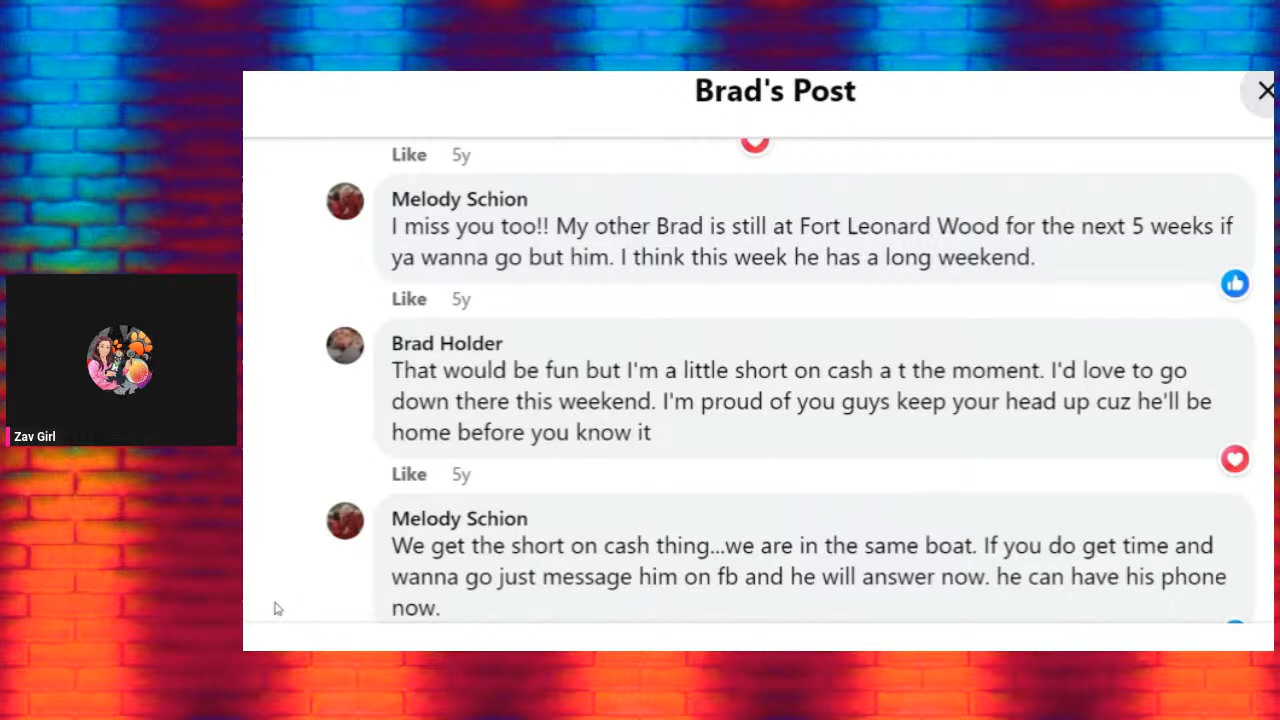 Brad's Post
Like 5y
Melody Schion
I miss you too!! My other Brad is still at Fort Leonard Wood for the next 5 weeks if
ya wanna go but him. I think this week he has a long weekend.
Like 5y
Brad Holder
That would be fun but I'm a little short on cash a t the moment. I'd love to go
down there this weekend. I'm proud of you guys keep your head up cuz he'll be
home before you know it
Like 5y
Melody Schion
We get the short on cash thing...we are in the same boat. If you do get time and
wanna go just message him on fb and he will answer now. he can have his phone
now.
Zav Girl